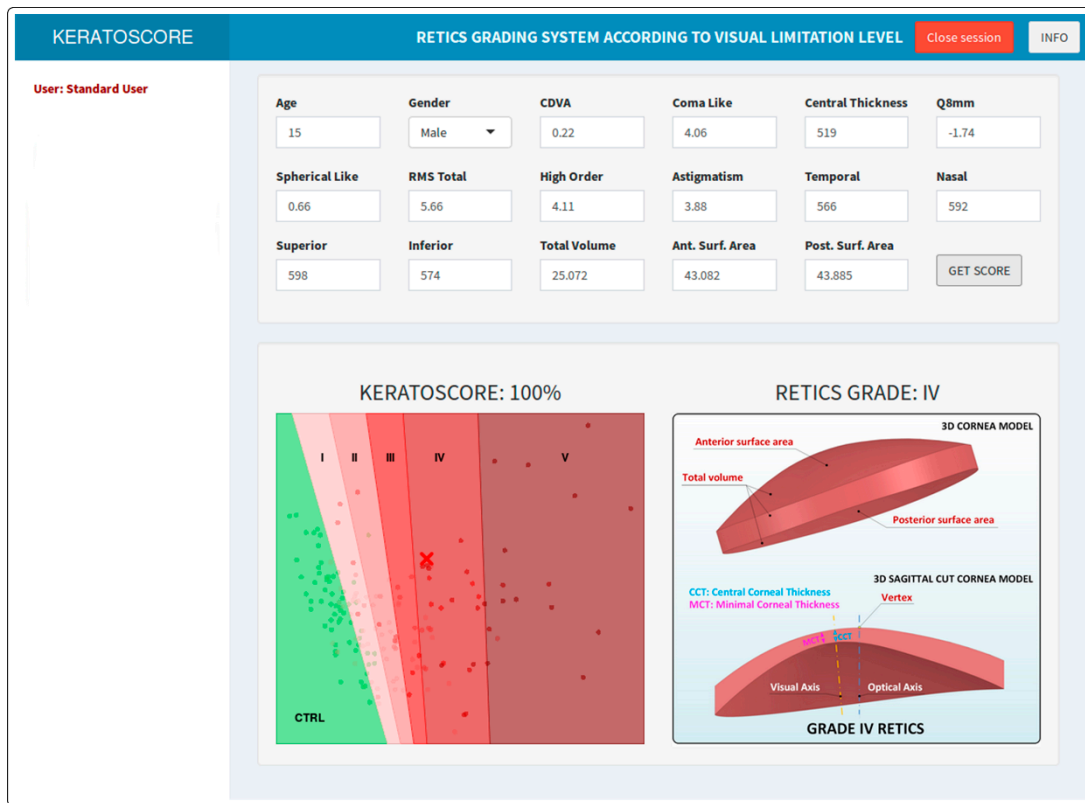 KERATOSCORE
RETICS GRADING SYSTEM ACCORDING TO VISUAL LIMITATION LEVEL
Close session
INFO
User: Standard User
Age Gender CDVA Coma Like Central Thickness Q8mm
15 Male 0.22 4.06 519 -1.74
Spherical Like RMS Total High Order Astigmatism Temporal Nasal
0.66 5.66 4.11 3.88 566 592
Superior Inferior Total Volume Ant. Surf. Area Post. Surf. Area
598 574 25.072 43.082 43.885 GET SCORE
KERATOSCORE: 100%
I II III IV V
CTRL
RETICS GRADE: IV
3D CORNEA MODEL
Anterior surface area
Total volume
Posterior surface area
3D SAGITTAL CUT CORNEA MODEL
CCT: Central Corneal Thickness
MCT: Minimal Corneal Thickness
Vertex
MCT CCT
Visual Axis Optical Axis
GRADE IV RETICS